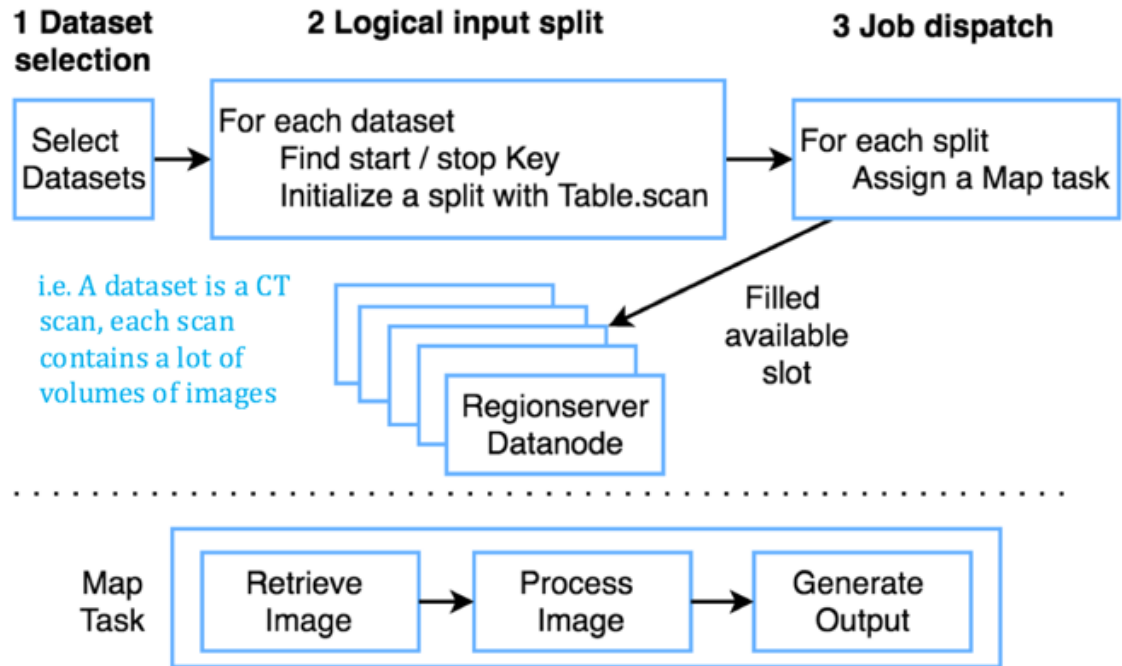 1 Dataset
selection
2 Logical input split
3 Job dispatch
Select
Datasets
For each dataset
Find start / stop Key
Initialize a split with Table.scan
For each split
Assign a Map task
i.e. A dataset is a CT
scan, each scan
contains a lot of
volumes of images
Filled
available
slot
Regionserver
Datanode
Map
Task
Retrieve
Image
Process
Image
Generate
Output